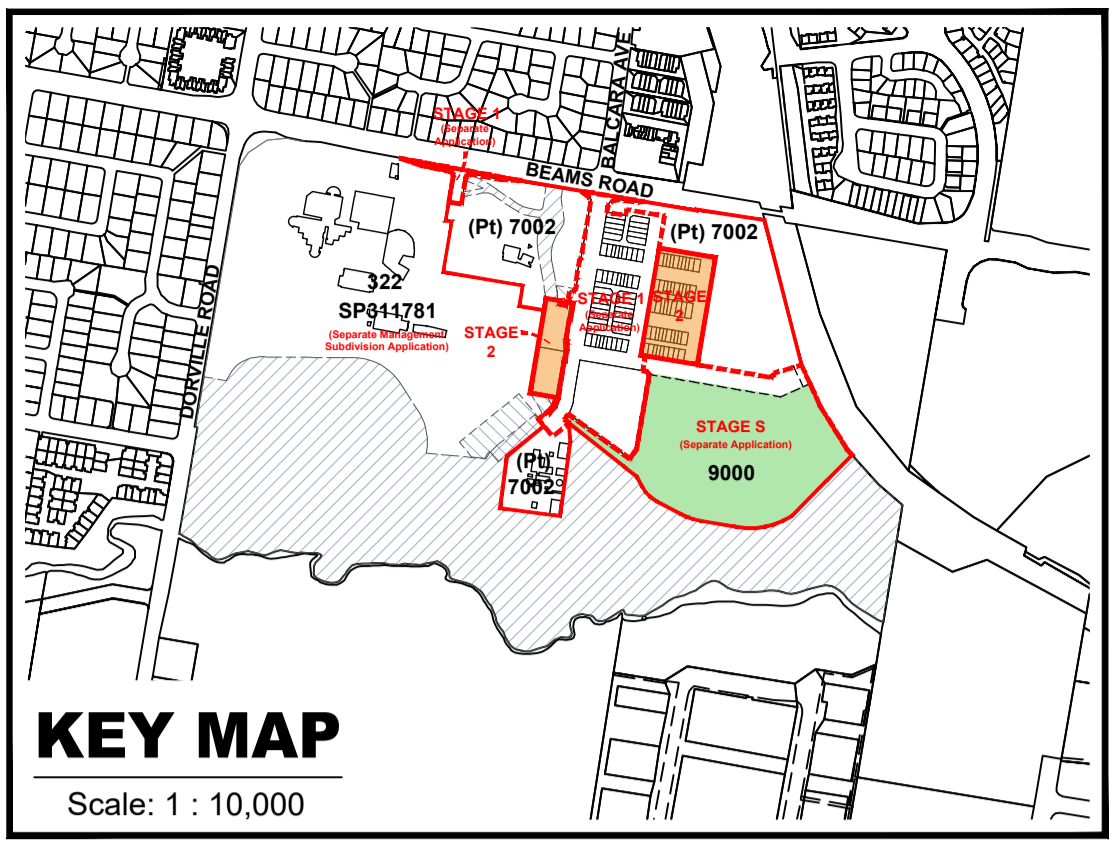 BALCARA AVE
STAGE 1
(Separate
Application)
BEAMS ROAD
(Pt) 7002
(Pt) 7002
DORVILLE ROAD
322
SP311781
(Separate Management
Subdivision Application)
STAGE
2
STAGE 1
(Separate
Application)
STAGE
2
STAGE S
(Separate Application)
9000
(Pt)
7002
KEY MAP
Scale: 1 : 10,000